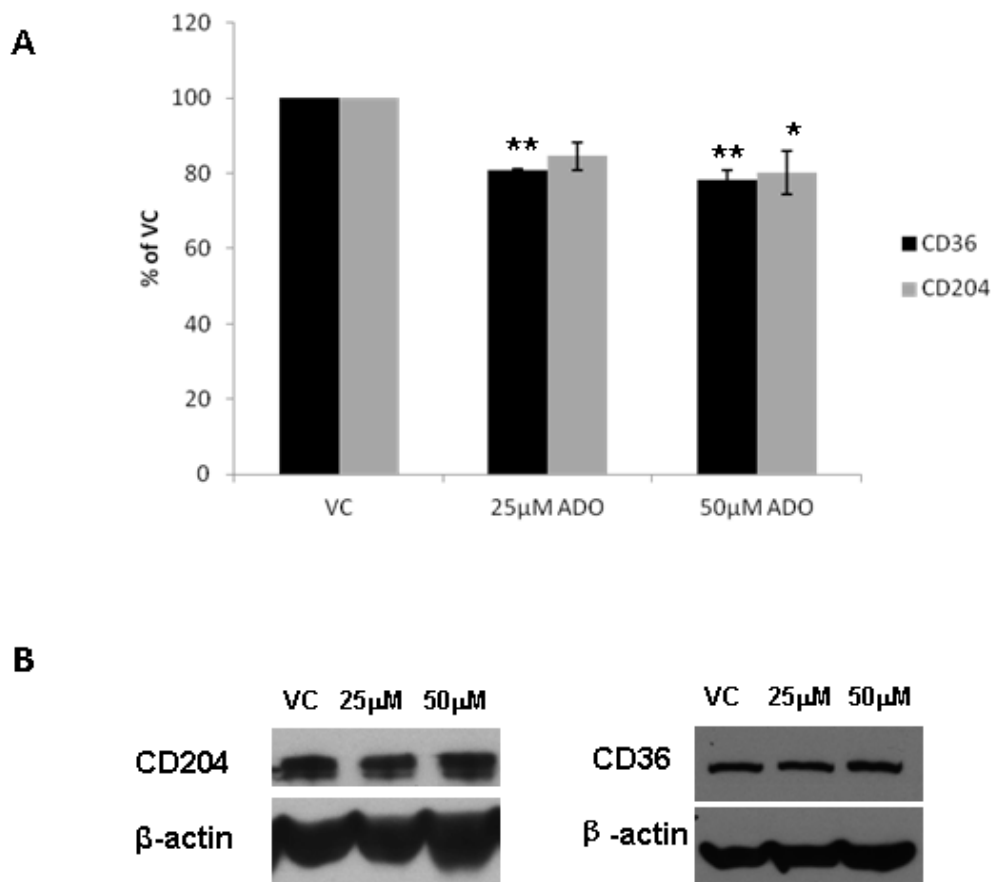 A
120
100
80
60
40
20
0
% of VC
**
**
*
VC 25μM ADO 50μM ADO
CD36
CD204
B
VC 25μM 50μM
CD204
β-actin
VC 25μM 50μM
CD36
β -actin